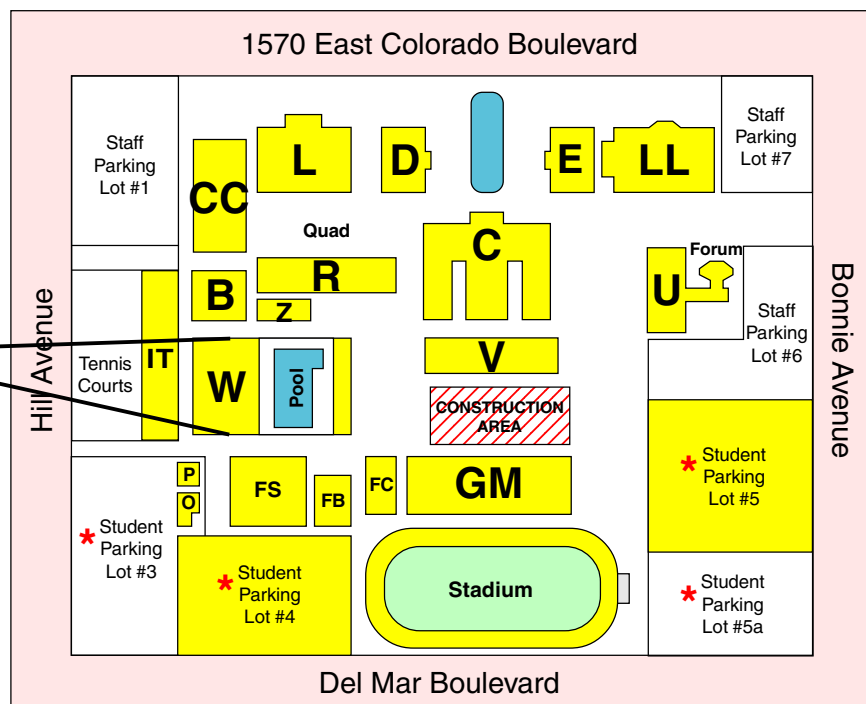 1570 East Colorado Boulevard
Staff
Parking
Lot #1
CC
L
D
E
LL
Staff
Parking
Lot #7
Quad
C
Forum
U
B
R
Z
Staff
Parking
Lot #6
Hill Avenue
Bonnie Avenue
Tennis
Courts
IT
W
Pool
V
CONSTRUCTION
AREA
P
O
FS
FB
FC
GM
* Student
Parking
Lot #5
* Student
Parking
Lot #3
* Student
Parking
Lot #4
Stadium
* Student
Parking
Lot #5a
Del Mar Boulevard